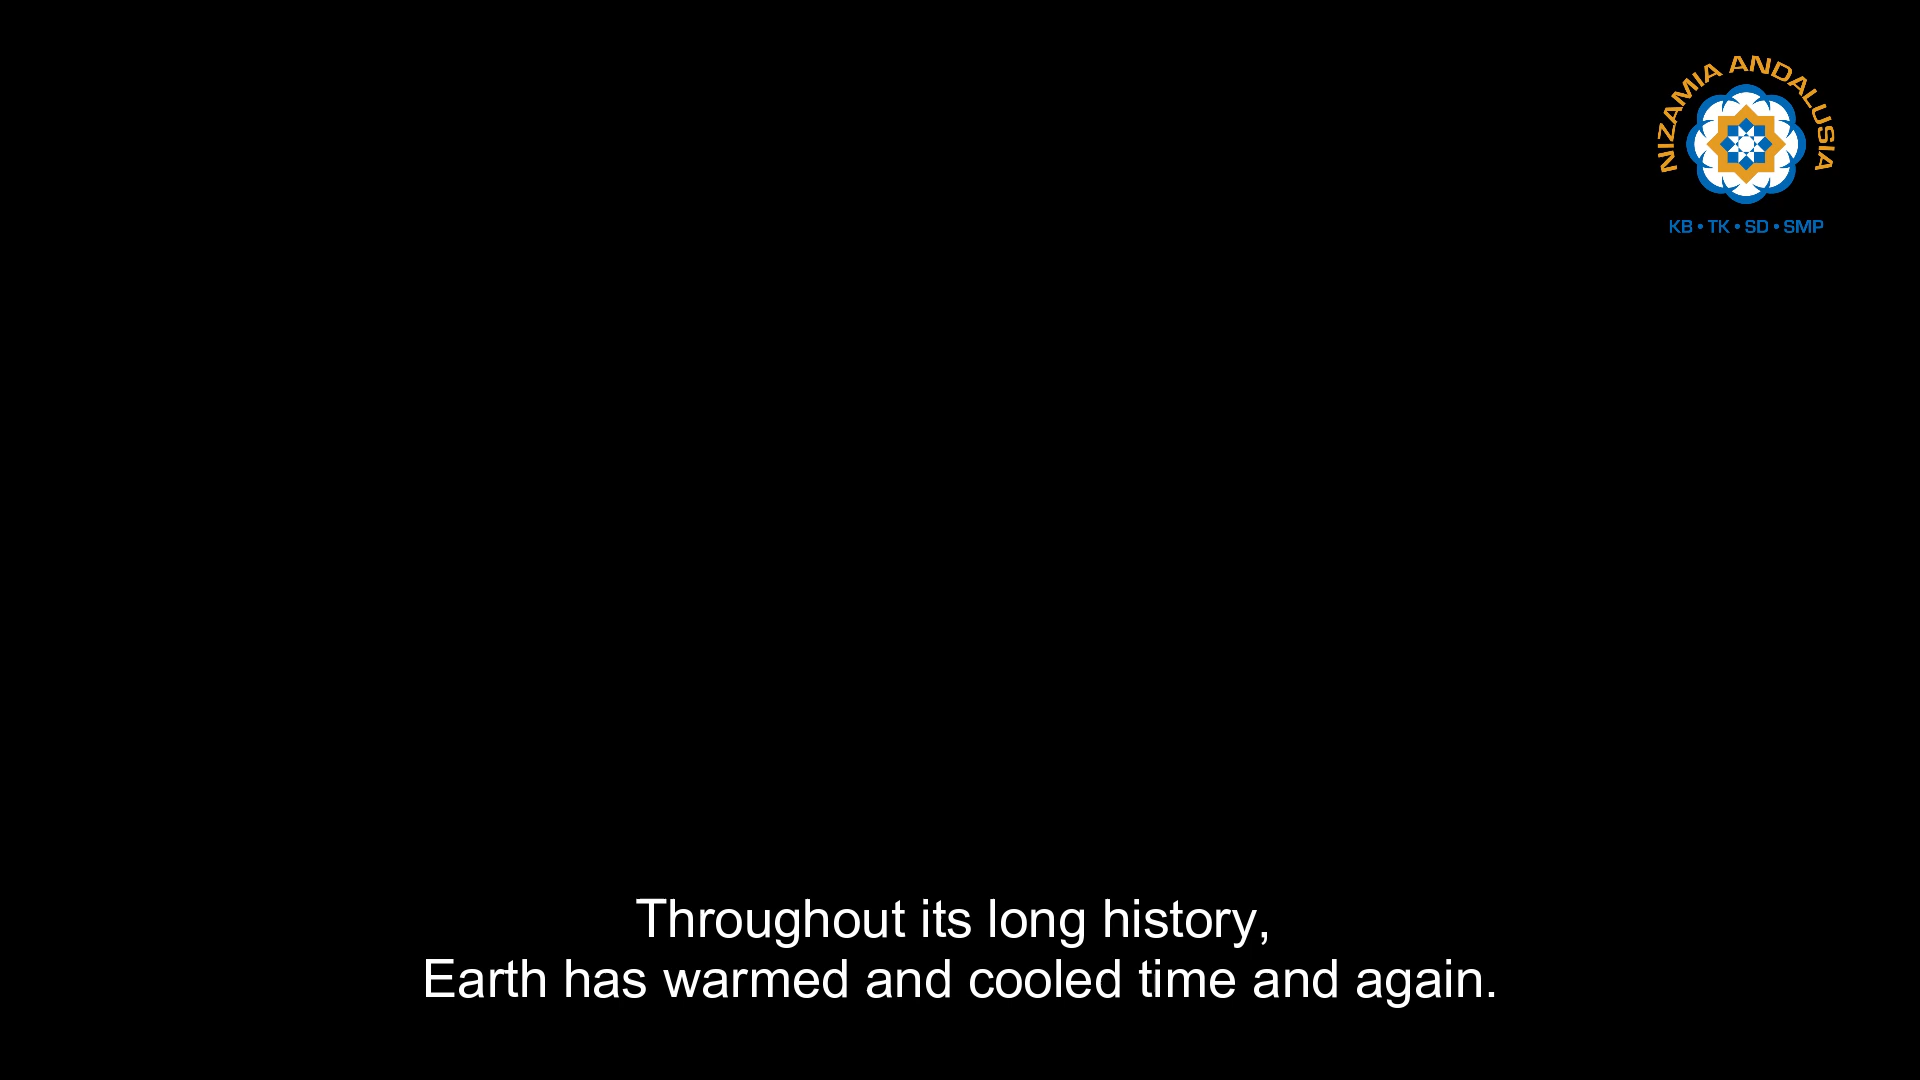 NIZAMIA ANDALUSIA
KB • TK • SD • SMP
Throughout its long history,
Earth has warmed and cooled time and again.